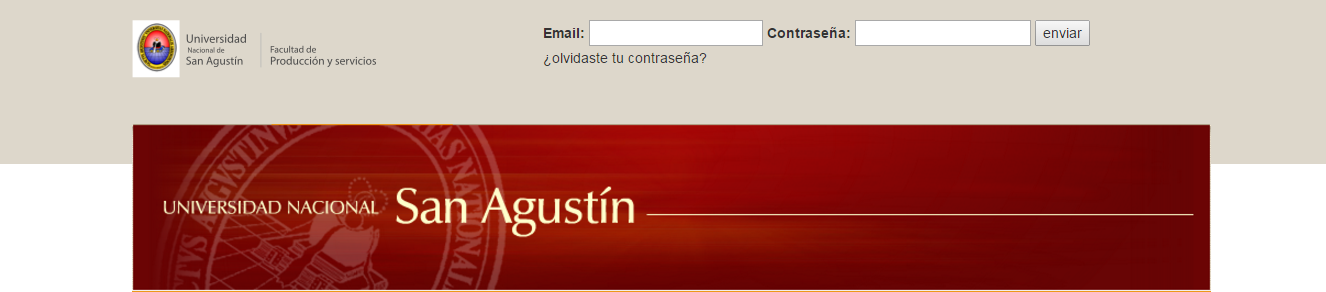 Universidad
Nacional de
San Agustín
Facultad de
Producción y servicios
Email:
Contraseña:
enviar
¿olvidaste tu contraseña?
UNIVERSIDAD NACIONAL San Agustín